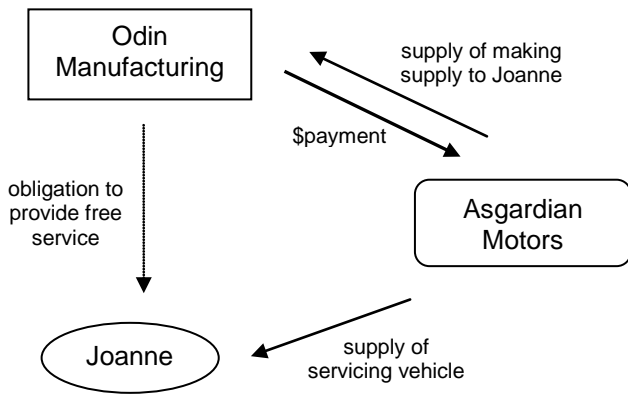 Odin
Manufacturing
supply of making
supply to Joanne
$payment
obligation to
provide free
service
Asgardian
Motors
Joanne
supply of
servicing vehicle